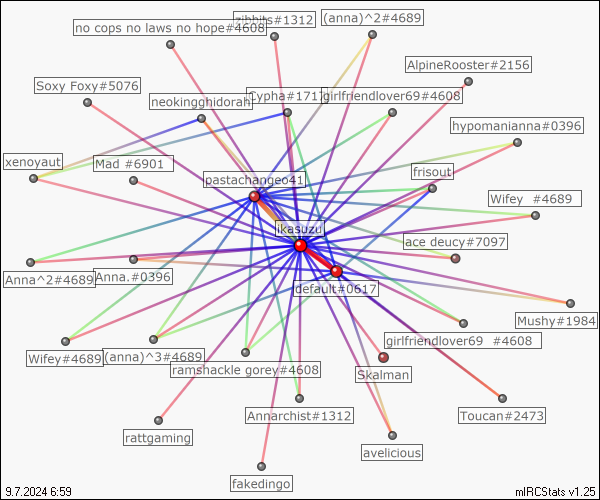 zibbits#1312
(anna)^2#4689
no cops no laws no hope#4608
AlpineRooster#2156
Soxy Foxy#5076
neokingghidorah
Cypha#1717
girlfriendlover69#4608
hypomanianna#0396
xenoyaut
Mad #6901
pastachangeo41
frisout
Wifey #4689
ikasuzu
ace deucy#7097
Anna^2#4689
Anna.#0396
default#0617
Mushy#1984
Wifey#4689
(anna)^3#4689
girlfriendlover69 #4608
ramshackle gorey#4608
Skalman
Annarchist#1312
Toucan#2473
rattgaming
avelicious
fakedingo
9.7.2024 6:59
mIRCStats v1.25